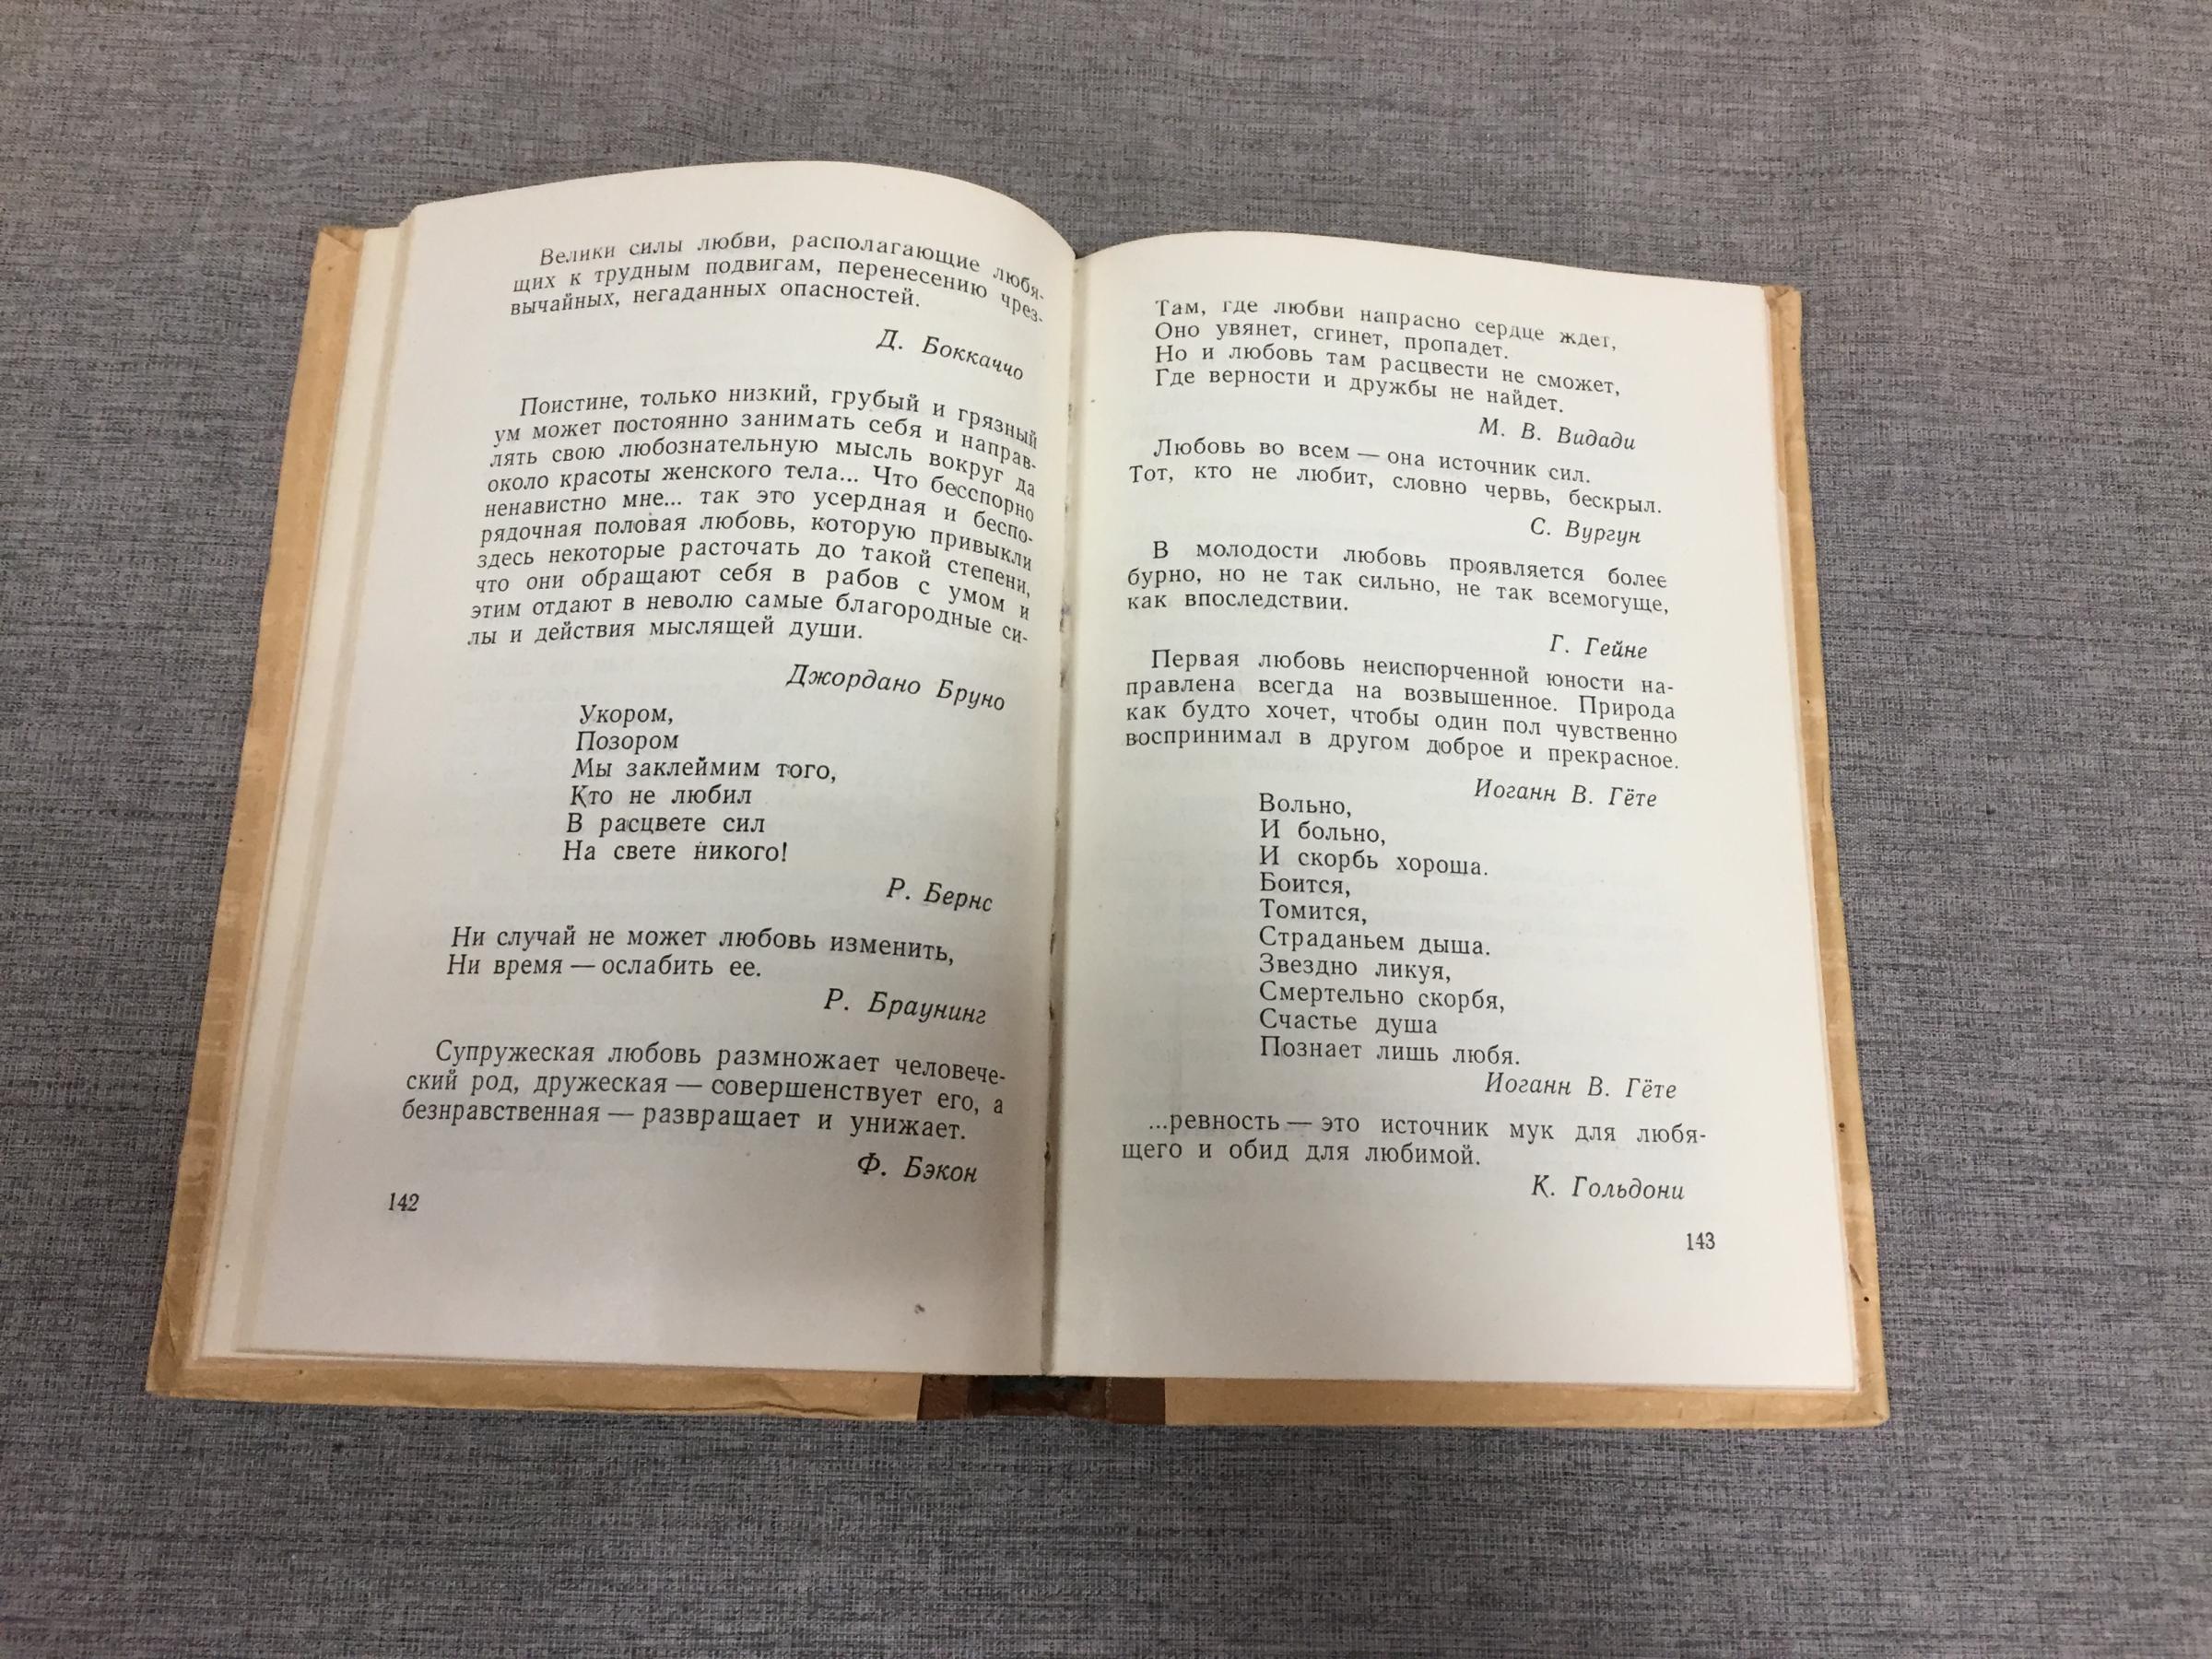 Велики силы любви, располагающие любя-
щих к трудным подвигам, перенесению чрез-
вычайных, негаданных опасностей.
Д. Боккаччо
Поистине, только низкий, грубый и грязный
ум может постоянно занимать себя и направ-
лять свою любознательную мысль вокруг да
около красоты женского тела... Что бесспорно
ненавистно мне... так это усердная и беспо-
рядочная половая любовь, которую привыкли
здесь некоторые расточать до такой степени,
что они обращают себя в рабов с умом и
этим отдают в неволю самые благородные си-
лы и действия мыслящей души.
Джордано Бруно
Укором,
Позором
Мы заклеймим того,
Кто не любил
В расцвете сил
На свете никого!
Р. Бернс
Ни случай не может любовь изменить,
Ни время — ослабить ее.
Р. Браунинг
Супружеская любовь размножает человече-
ский род, дружеская — совершенствует его, а
безнравственная — развращает и унижает.
Ф. Бэкон
142
Там, где любви напрасно сердце ждет,
Оно увянет, сгинет, пропадет.
Но и любовь там расцвести не сможет,
Где верности и дружбы не найдет.
М. В. Видади
Любовь во всем — она источник сил.
Тот, кто не любит, словно червь, бескрыл.
С. Вургун
В молодости любовь проявляется более
бурно, но не так сильно, не так всемогуще,
как впоследствии.
Г. Гейне
Первая любовь неиспорченной юности на-
правлена всегда на возвышенное. Природа
как будто хочет, чтобы один пол чувственно
воспринимал в другом доброе и прекрасное.
Иоганн В. Гёте
Вольно,
И больно,
И скорбь хороша.
Боится,
Томится,
Страданьем дыша.
Звездно ликуя,
Смертельно скорбя,
Счастье душа
Познает лишь любя.
Иоганн В. Гёте
...ревность — это источник мук для любя-
щего и обид для любимой.
К. Гольдони
143